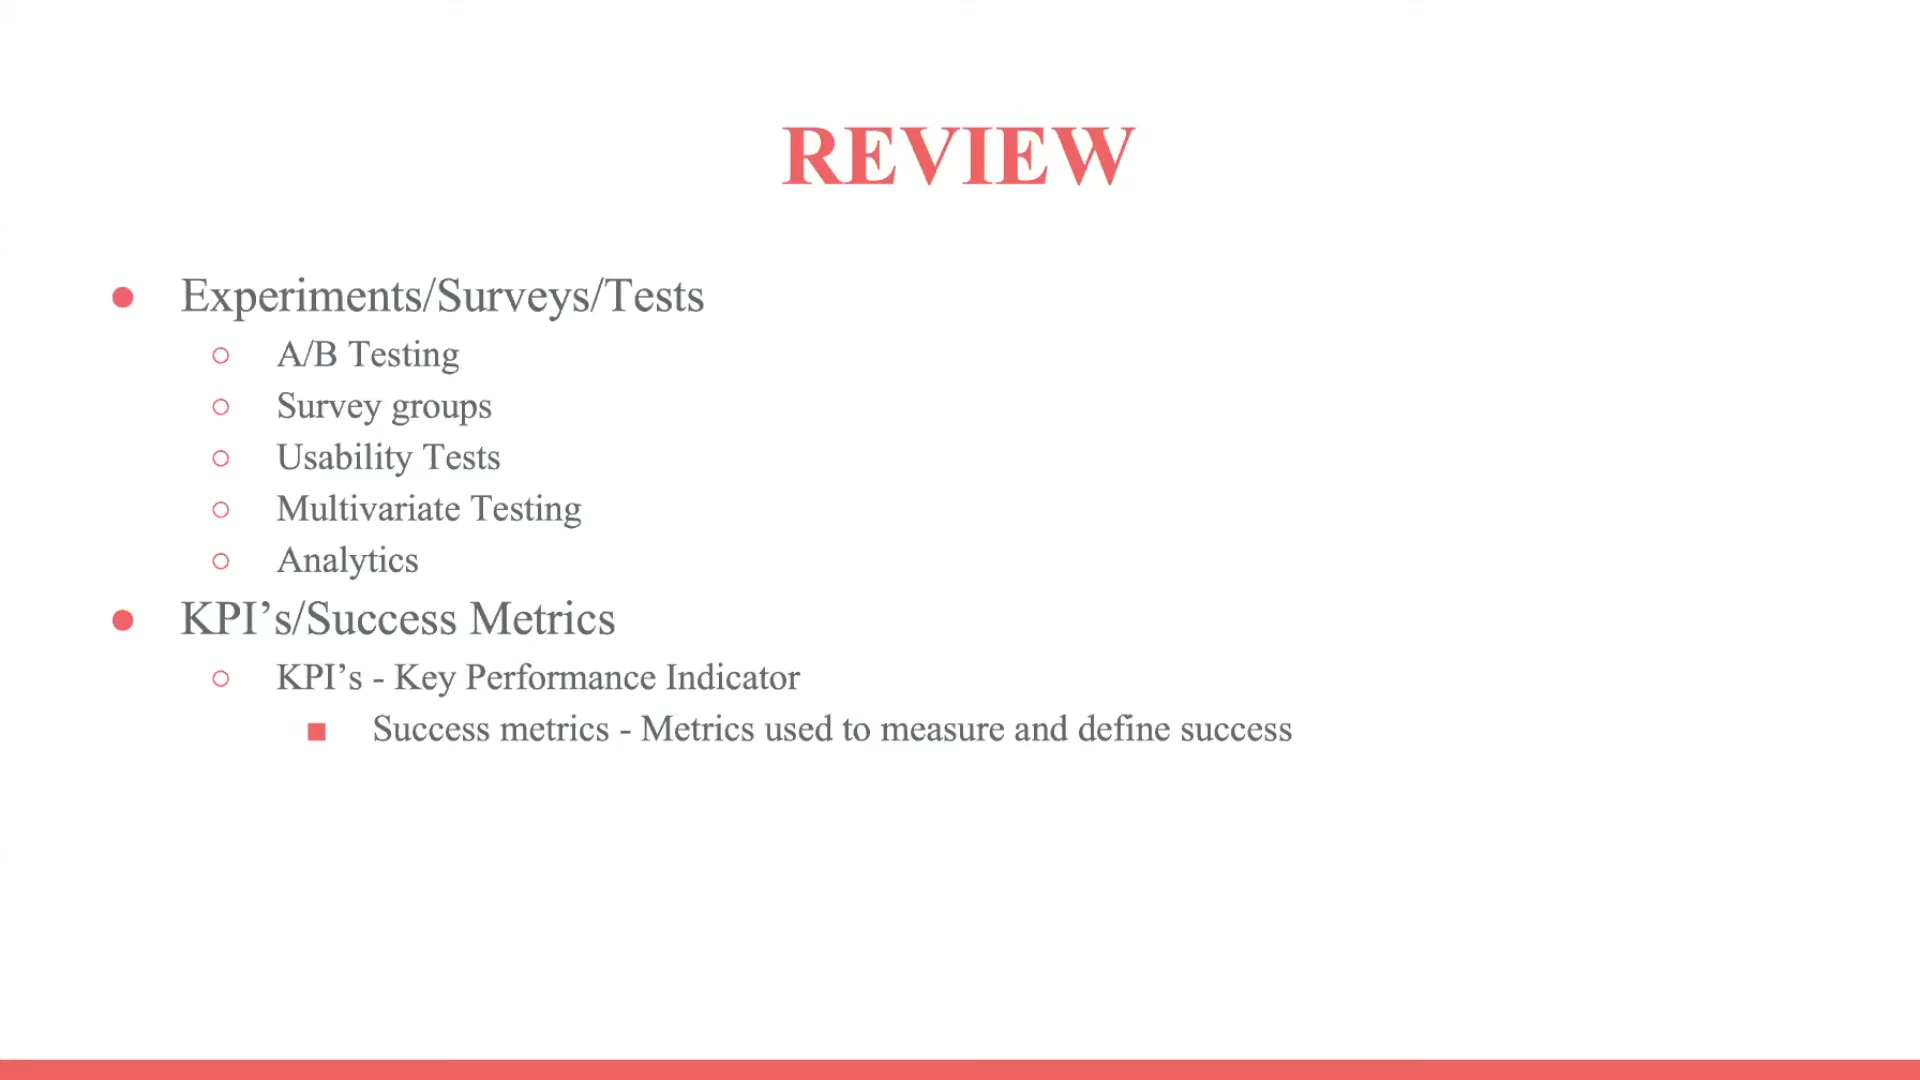 REVIEW
Experiments/Surveys/Tests
A/B Testing
Survey groups
Usability Tests
Multivariate Testing
Analytics
KPI’s/Success Metrics
KPI’s - Key Performance Indicator
Success metrics - Metrics used to measure and define success